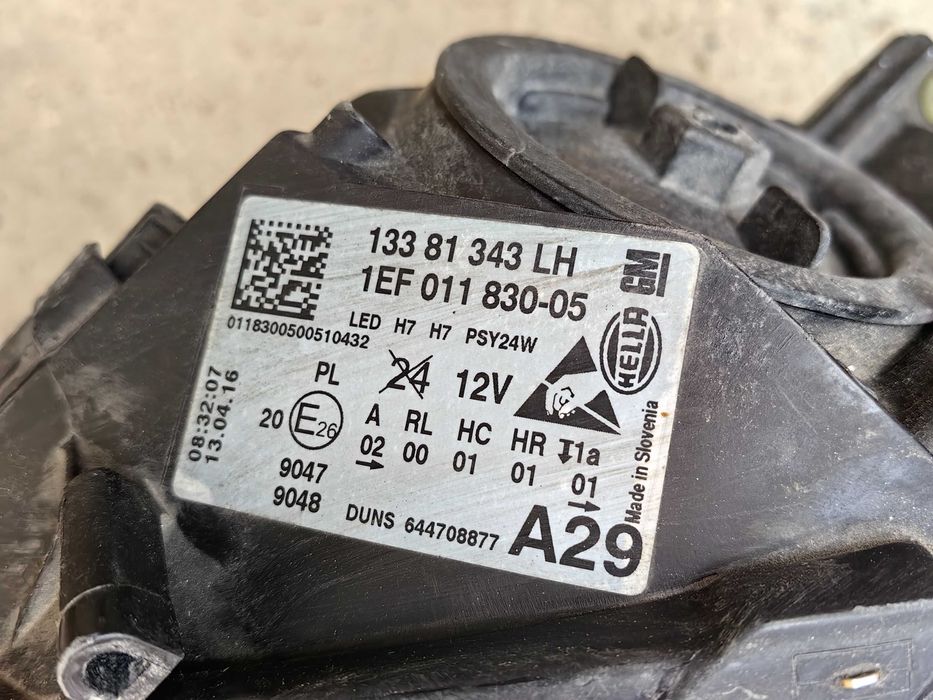 133 81 343 LH
1EF 011 830-05
GM
0118300500510432
LED H7 H7 PSY24W
HELLA
PL
24 12V
20 E26
A RL HC HR 1a
02 00 01 01 01
9047
9048
DUNS 644708877
A29
08:32:07
13.04.16
Made in Slovenia